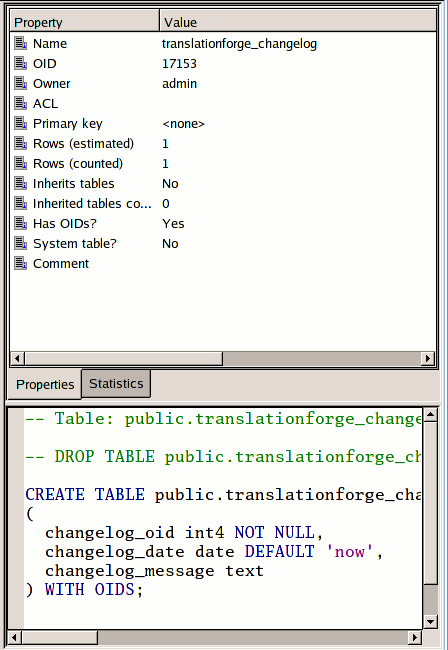 Property Value
Name translationforge_changelog
OID 17153
Owner admin
ACL
Primary key <none>
Rows (estimated) 1
Rows (counted) 1
Inherits tables No
Inherited tables co... 0
Has OIDs? Yes
System table? No
Comment
Properties Statistics
-- Table: public.translationforge_change
-- DROP TABLE public.translationforge_ch
CREATE TABLE public.translationforge_cha
(
changelog_oid int4 NOT NULL,
changelog_date date DEFAULT 'now',
changelog_message text
) WITH OIDS;